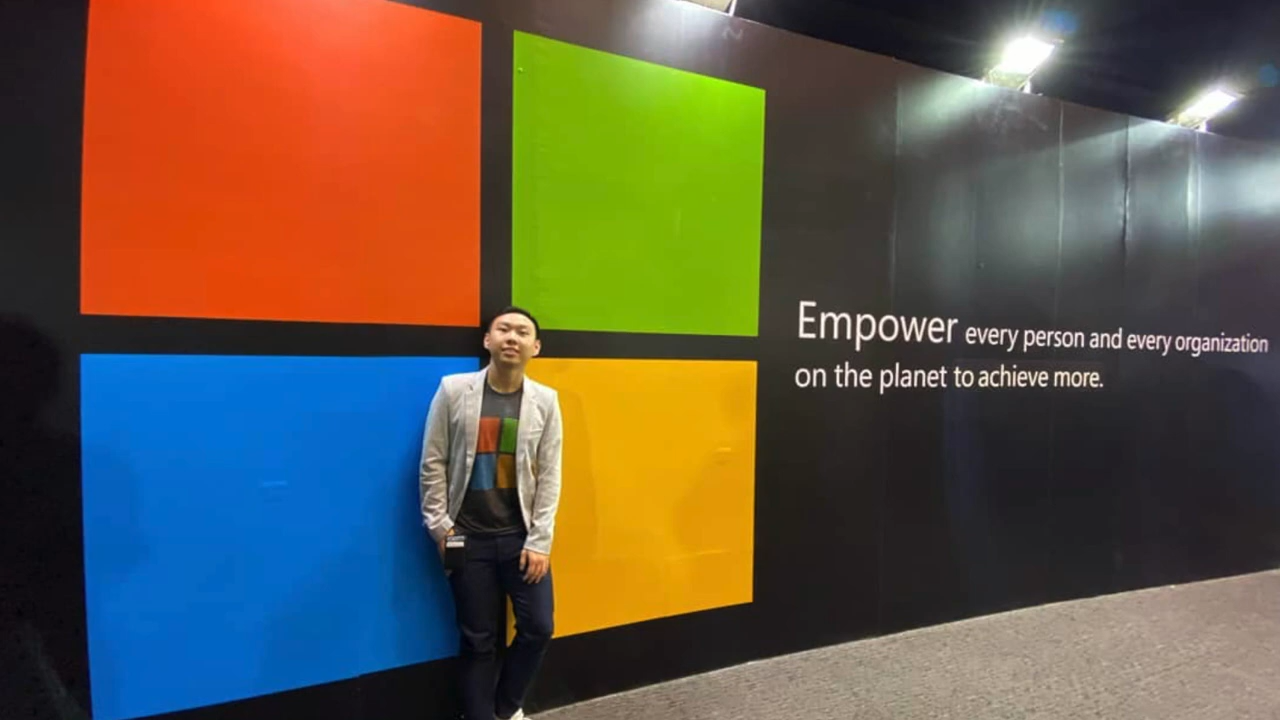 Empower every person and every organization
on the planet to achieve more.